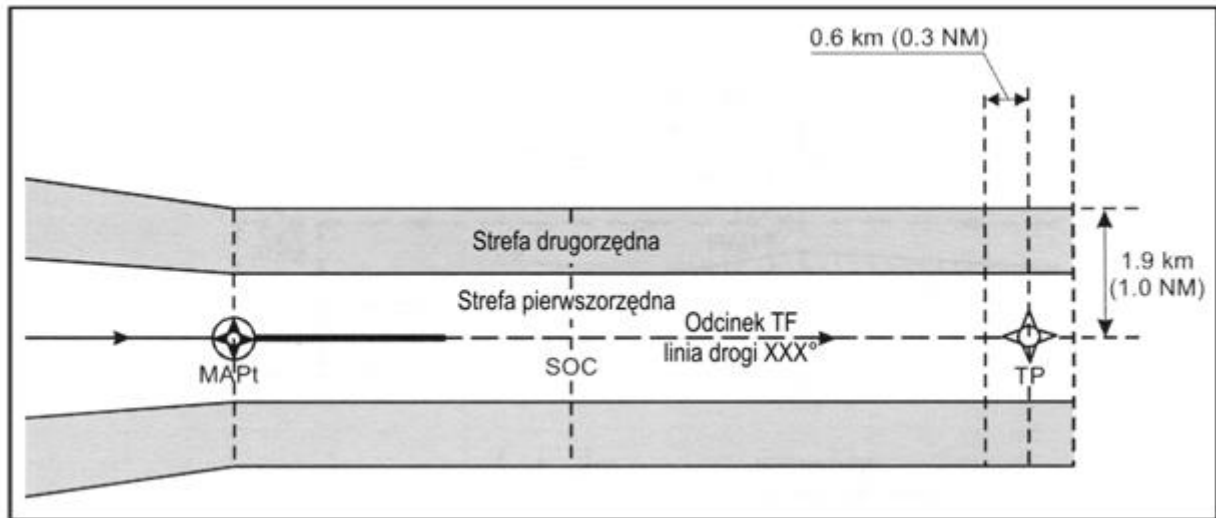 0.6 km (0.3 NM)
Strefa drugorzędna
1.9 km
(1.0 NM)
Strefa pierwszorzędna
Odcinek TF
linia drogi XXX°
MAPt
SOC
TP